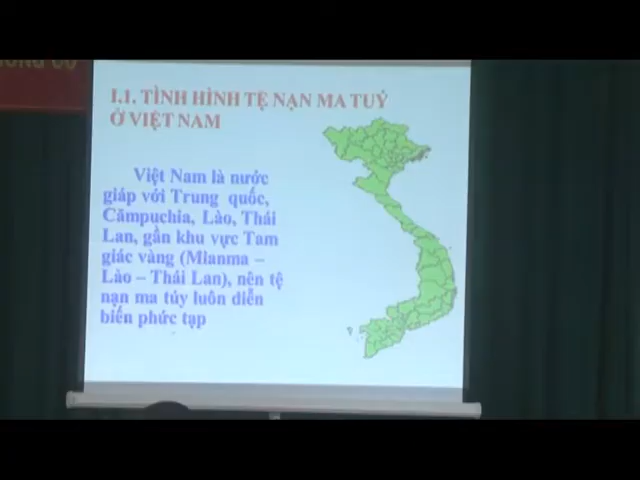 I.1. TÌNH HÌNH TỆ NẠN MA TUÝ
Ở VIỆT NAM
Việt Nam là nước
giáp với Trung quốc,
Cămpuchia, Lào, Thái
Lan, gần khu vực Tam
giác vàng (Mianma –
Lào – Thái Lan), nên tệ
nạn ma túy luôn diễn
biến phức tạp